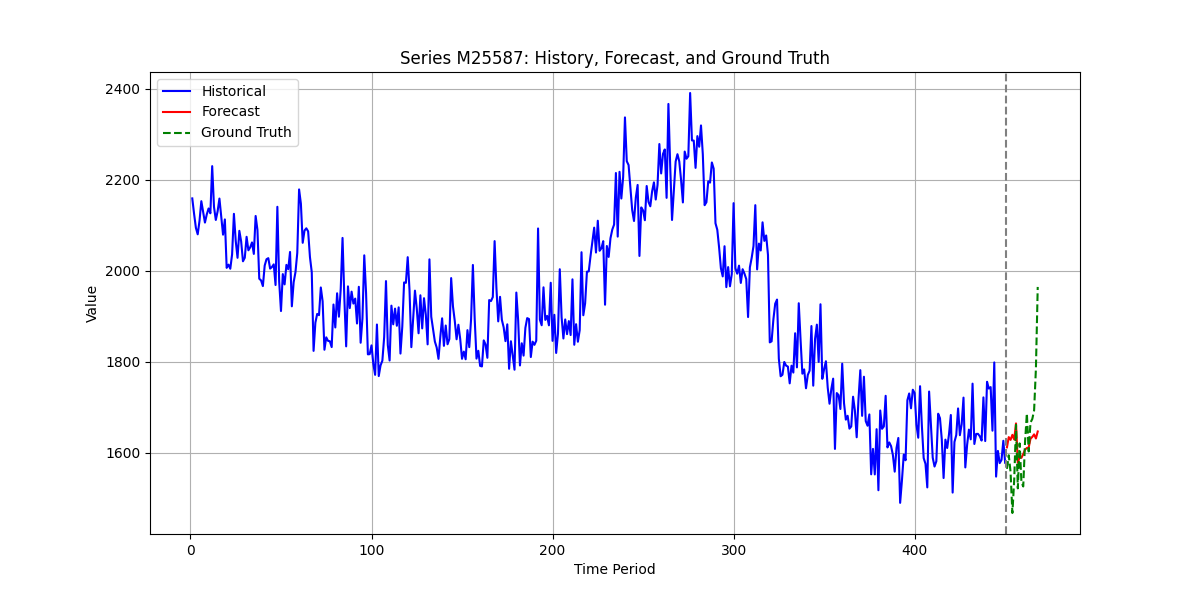 Series M25587: History, Forecast, and Ground Truth
Historical
Forecast
Ground Truth
2400
2200
2000
1800
1600
Value
0 100 200 300 400
Time Period